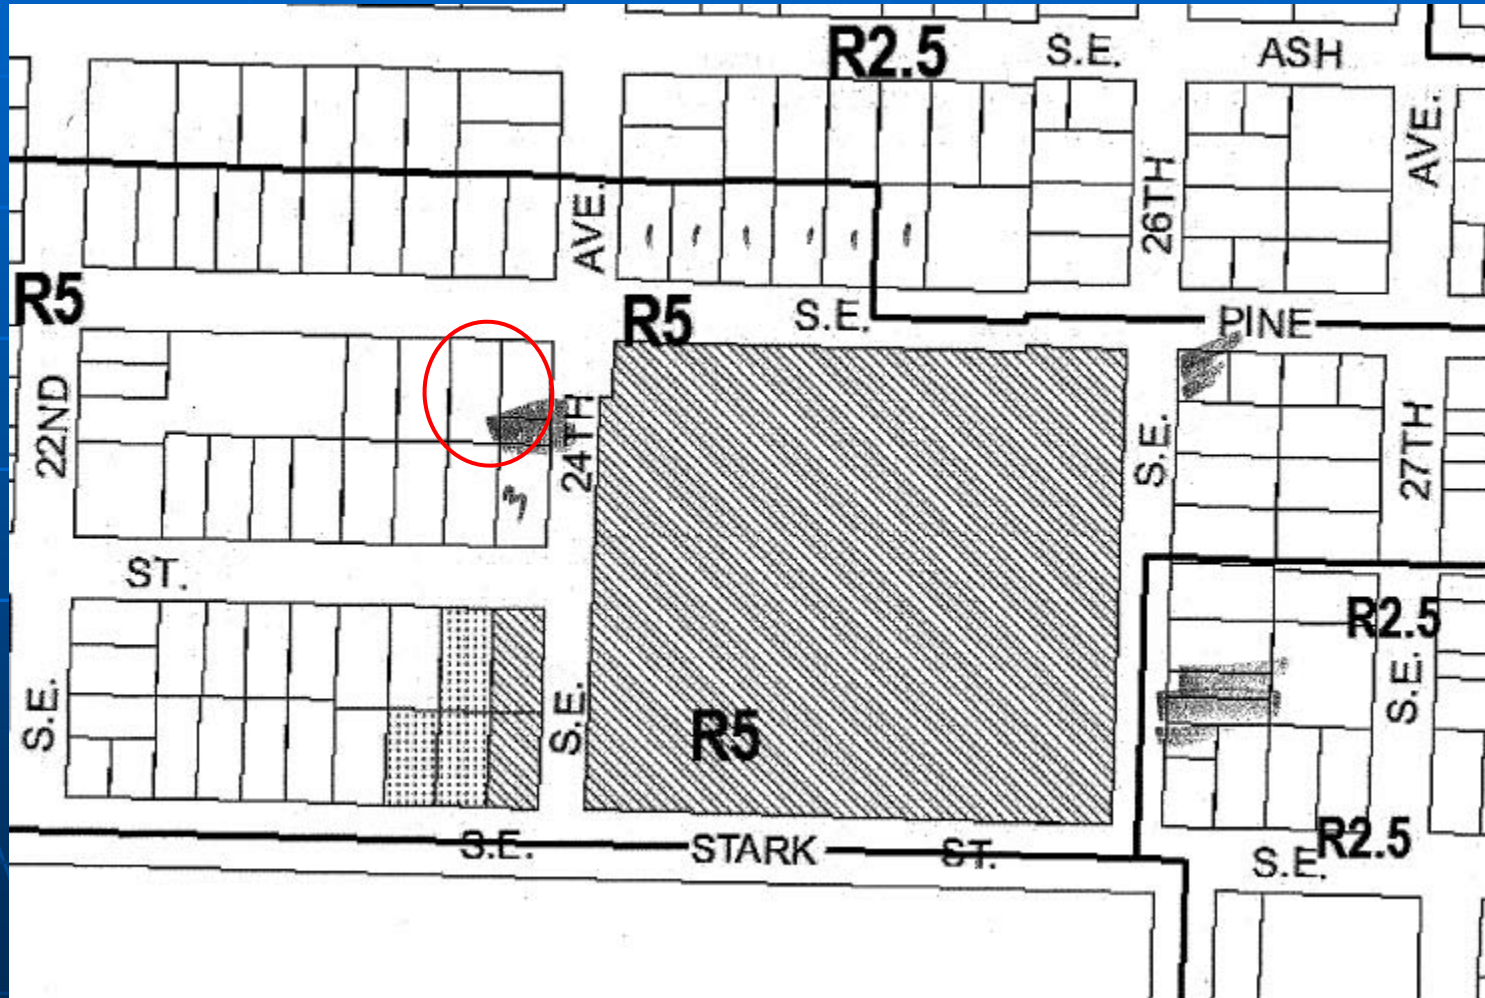 R2.5
S.E. ASH
AVE.
AVE.
26TH
R5
R5
S.E. PINE
22ND
24TH
S.E.
27TH
ST.
R2.5
S.E.
S.E.
S.E.
R5
S.E. STARK ST.
S.E.
R2.5